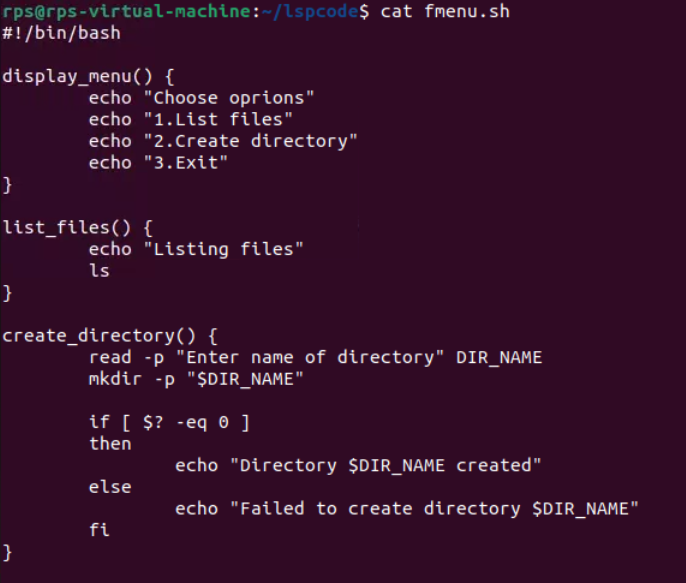 rps@rps-virtual-machine:~/lspcode$ cat fmenu.sh
#!/bin/bash
display_menu() {
echo "Choose oprions"
echo "1.List files"
echo "2.Create directory"
echo "3.Exit"
}
list_files() {
echo "Listing files"
ls
}
create_directory() {
read -p "Enter name of directory" DIR_NAME
mkdir -p "$DIR_NAME"
if [ $? -eq 0 ]
then
echo "Directory $DIR_NAME created"
else
echo "Failed to create directory $DIR_NAME"
fi
}